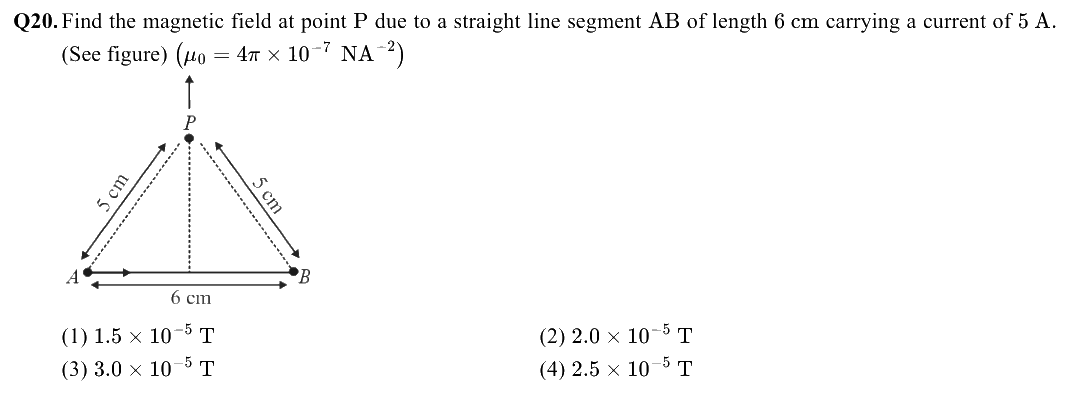 Q20. Find the magnetic field at point P due to a straight line segment AB of length 6 cm carrying a current of 5 A.
(See figure) (μ₀ = 4π × 10⁻⁷ NA⁻²)
P
5 cm
5 cm
A
B
6 cm
(1) 1.5 × 10⁻⁵ T
(2) 2.0 × 10⁻⁵ T
(3) 3.0 × 10⁻⁵ T
(4) 2.5 × 10⁻⁵ T